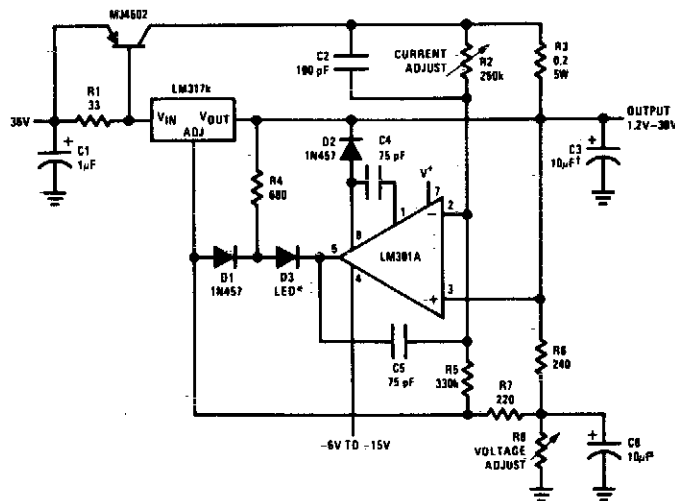 MJ4502
C2
100 pF
CURRENT
ADJUST
R2
250k
R3
0.2
5W
R1
33
LM317k
35V
VIN
VOUT
ADJ
OUTPUT
1.2V-30V
+
C1
1μF
D2
1N457
C4
75 pF
+
C3
10μF†
R4
680
V+
7
8
1
−
2
LM301A
5
4
+
3
D1
1N457
D3
LED*
C5
75 pF
R5
330k
R6
240
R7
220
−6V TO −15V
R8
VOLTAGE
ADJUST
+
C6